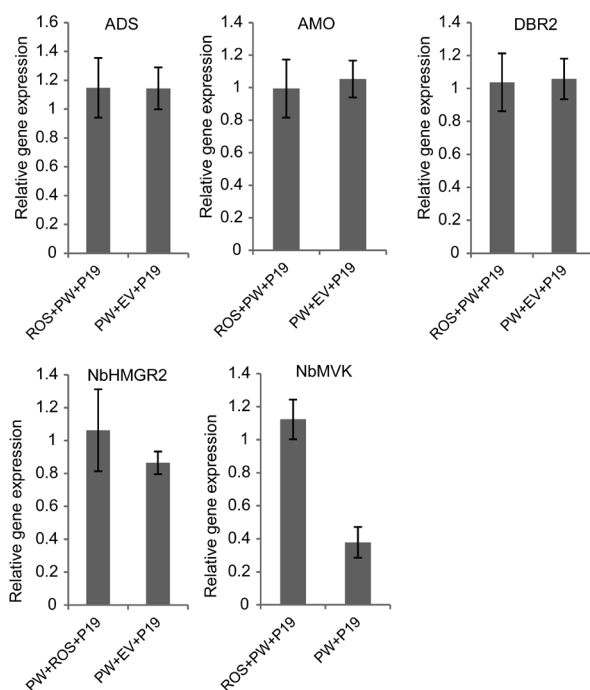 ADS
Relative gene expression
1.6
1.4
1.2
1
0.8
0.6
0.4
0.2
0
ROS+PW+P19
PW+EV+P19
AMO
Relative gene expression
1.4
1.2
1
0.8
0.6
0.4
0.2
0
ROS+PW+P19
PW+EV+P19
DBR2
Relative gene expression
1.4
1.2
1
0.8
0.6
0.4
0.2
0
ROS+PW+P19
PW+EV+P19
NbHMGR2
Relative gene expression
1.4
1.2
1
0.8
0.6
0.4
0.2
0
PW+ROS+P19
PW+EV+P19
NbMVK
Relative gene expression
1.4
1.2
1
0.8
0.6
0.4
0.2
0
ROS+PW+P19
PW+P19